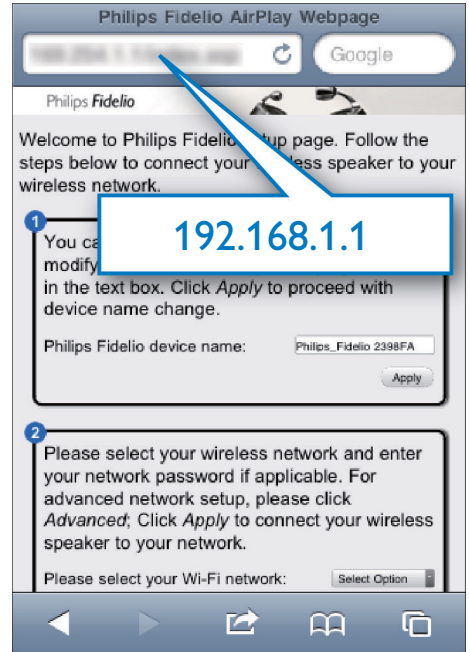 Philips Fidelio AirPlay Webpage
Google
Philips Fidelio
Welcome to Philips Fidelio setup page. Follow the
steps below to connect your wireless speaker to your
wireless network.
192.168.1.1
1
You
modify
in the text box. Click Apply to proceed with
device name change.
Philips Fidelio device name:
Philips_Fidelio 2398FA
Apply
2
Please select your wireless network and enter
your network password if applicable. For
advanced network setup, please click
Advanced; Click Apply to connect your wireless
speaker to your network.
Please select your Wi-Fi network:
Select Option